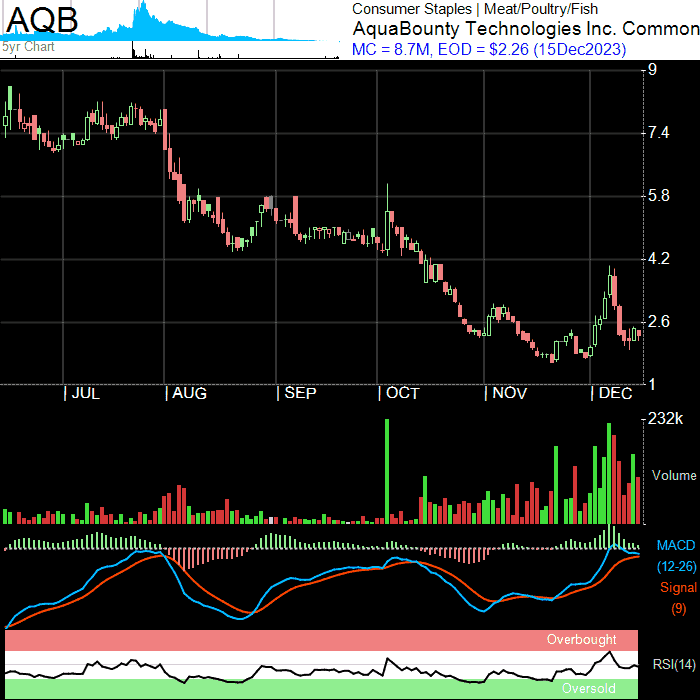 AQB
5yr Chart
Consumer Staples | Meat/Poultry/Fish
AquaBounty Technologies Inc. Common
MC = 8.7M, EOD = $2.26 (15Dec2023)
9
7.4
5.8
4.2
2.6
1
| JUL | AUG | SEP | OCT | NOV | DEC
232k
Volume
MACD
(12-26)
Signal
(9)
Overbought
RSI(14)
Oversold